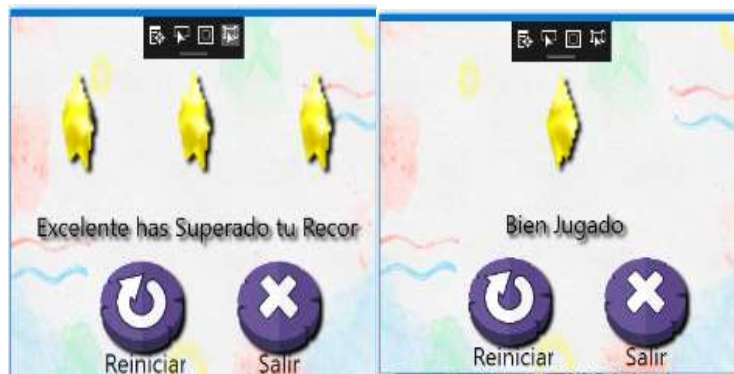 Excelente has Superado tu Recor
Reiniciar
Salir
Bien Jugado
Reiniciar
Salir